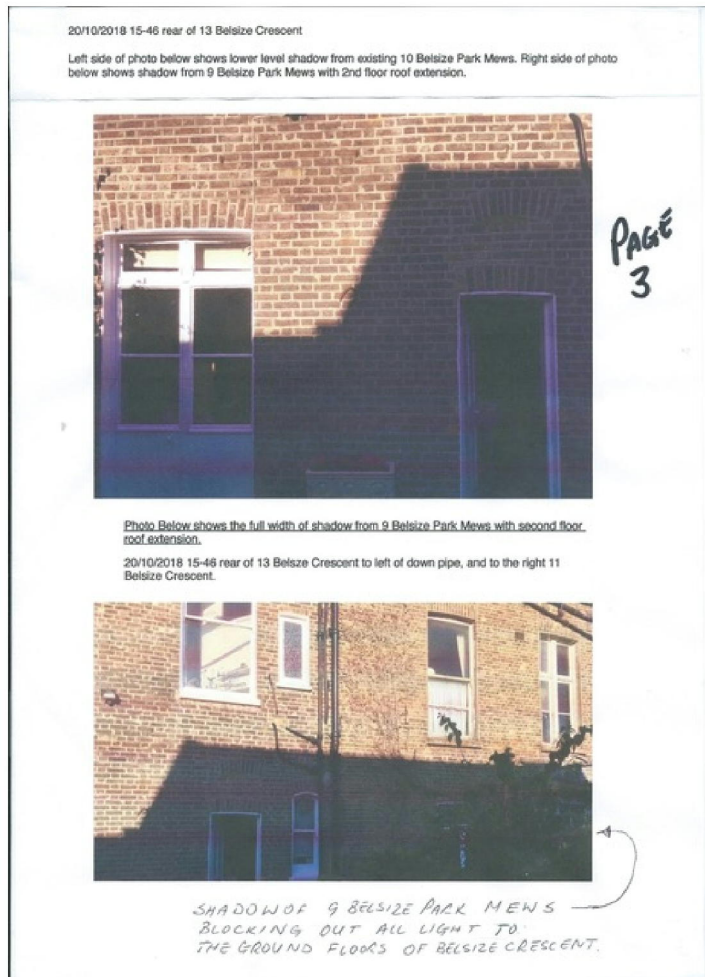 20/10/2018 15-46 rear of 13 Belsize Crescent
Left side of photo below shows lower level shadow from existing 10 Belsize Park Mews. Right side of photo
below shows shadow from 9 Belsize Park Mews with 2nd floor roof extension.
PAGE
3
Photo Below shows the full width of shadow from 9 Belsize Park Mews with second floor
roof extension.
20/10/2018 15-46 rear of 13 Belsze Crescent to left of down pipe, and to the right 11
Belsize Crescent.
SHADOW OF 9 BELSIZE PARK MEWS
BLOCKING OUT ALL LIGHT TO
THE GROUND FLOORS OF BELSIZE CRESCENT.